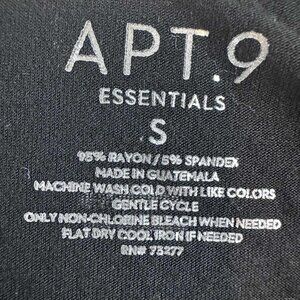 APT.9
ESSENTIALS
S
95% RAYON / 5% SPANDEX
MADE IN GUATEMALA
MACHINE WASH COLD WITH LIKE COLORS
GENTLE CYCLE
ONLY NON-CHLORINE BLEACH WHEN NEEDED
FLAT DRY COOL IRON IF NEEDED
RN# 73277